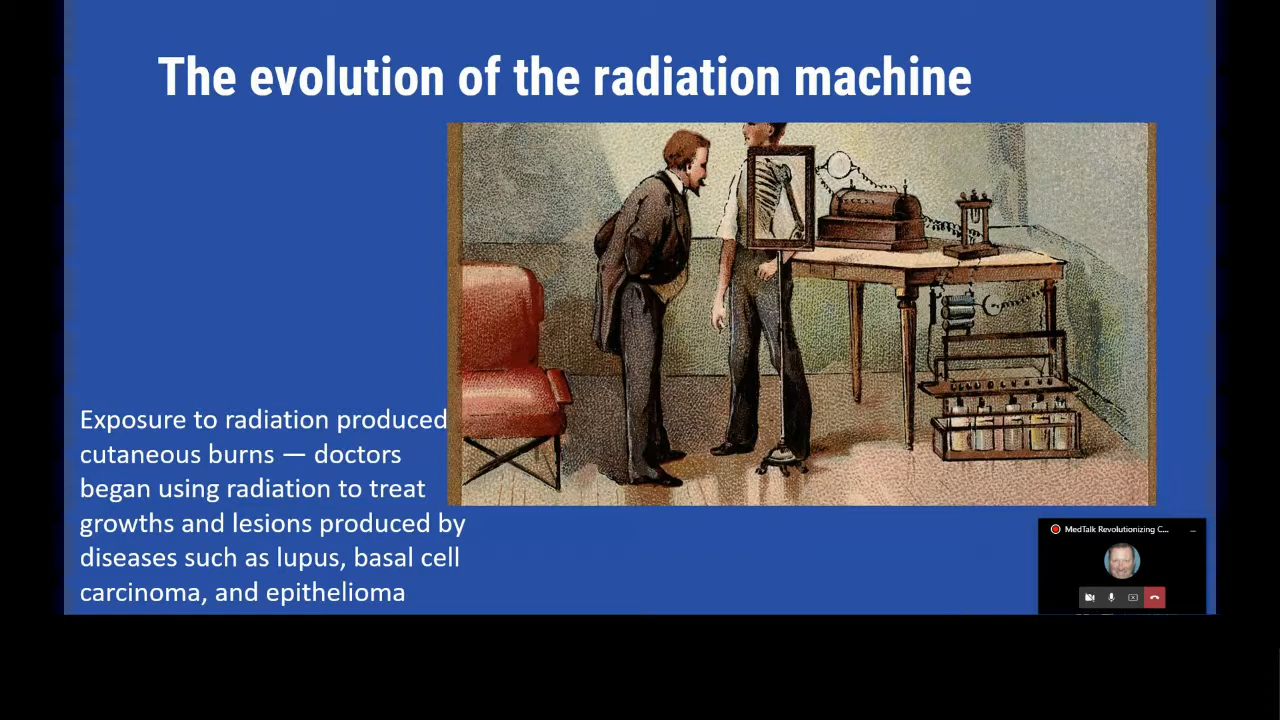 The evolution of the radiation machine
Exposure to radiation produced
cutaneous burns — doctors
began using radiation to treat
growths and lesions produced by
diseases such as lupus, basal cell
carcinoma, and epithelioma
MedTalk Revolutionizing C...